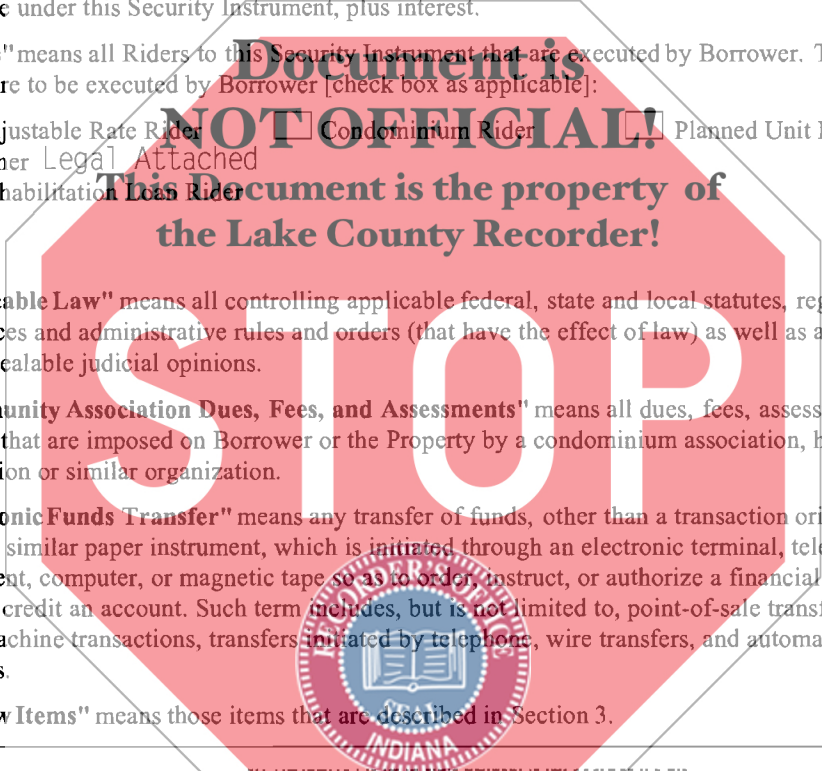 e under this Security Instrument, plus interest.
" means all Riders to this Security Instrument that are executed by Borrower. T
re to be executed by Borrower [check box as applicable]:
justable Rate Rider Condominium Rider Planned Unit
ner Legal Attached
habilitation Loan Rider
Document is
NOT OFFICIAL!
This Document is the property of
the Lake County Recorder!
able Law" means all controlling applicable federal, state and local statutes, reg
ces and administrative rules and orders (that have the effect of law) as well as a
ealable judicial opinions.
unity Association Dues, Fees, and Assessments" means all dues, fees, assess
that are imposed on Borrower or the Property by a condominium association, h
ion or similar organization.
STOP
onic Funds Transfer" means any transfer of funds, other than a transaction ori
similar paper instrument, which is initiated through an electronic terminal, tele
ent, computer, or magnetic tape so as to order, instruct, or authorize a financial
credit an account. Such term includes, but is not limited to, point-of-sale transf
achine transactions, transfers initiated by telephone, wire transfers, and automa
s.
w Items" means those items that are described in Section 3.
RECORDER'S OFFICE
SEAL
INDIANA